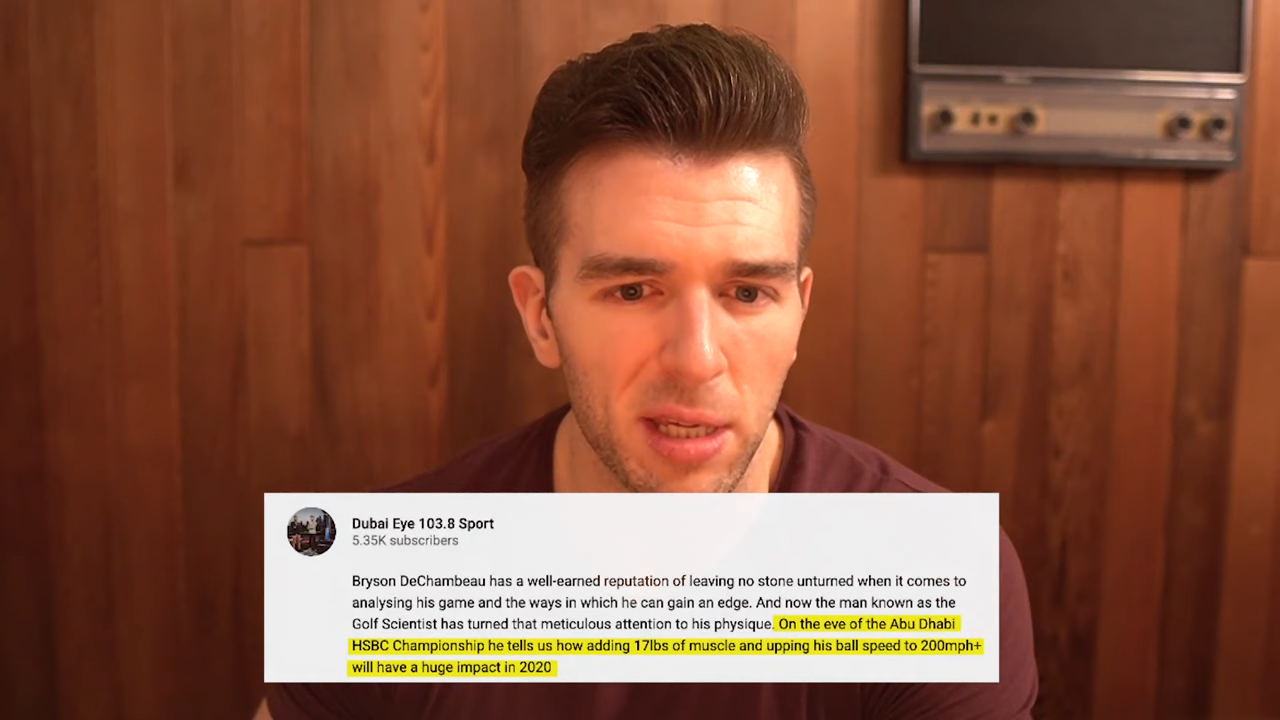 Dubai Eye 103.8 Sport
5.35K subscribers
Bryson DeChambeau has a well-earned reputation of leaving no stone unturned when it comes to
analysing his game and the ways in which he can gain an edge. And now the man known as the
Golf Scientist has turned that meticulous attention to his physique. On the eve of the Abu Dhabi
HSBC Championship he tells us how adding 17lbs of muscle and upping his ball speed to 200mph+
will have a huge impact in 2020